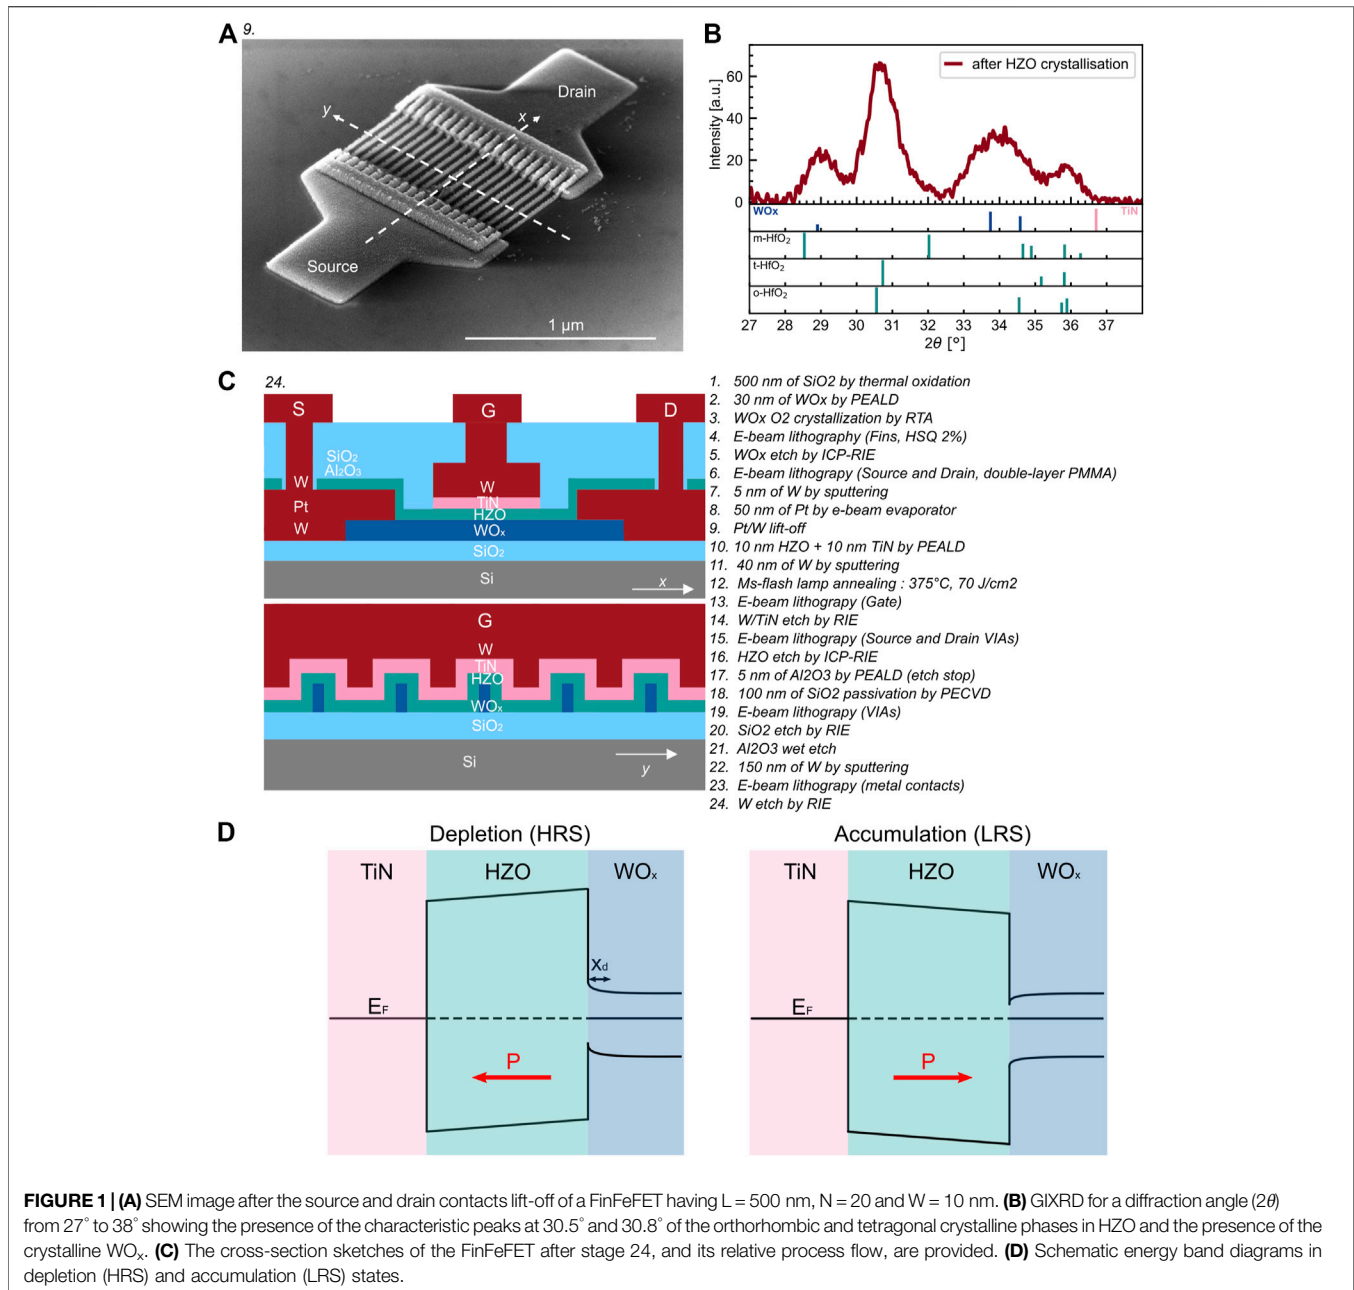 A 9.
Drain
y
x
Source
1 μm
B
after HZO crystallisation
Intensity [a.u.]
60
40
20
0
WOx
TiN
m-HfO2
t-HfO2
o-HfO2
27 28 29 30 31 32 33 34 35 36 37
2θ [°]
C 24.
S G D
SiO2
Al2O3
W
W
TiN
Pt
HZO
W
WOx
SiO2
Si
x
G
W
TiN
HZO
WOx
SiO2
Si
y
1. 500 nm of SiO2 by thermal oxidation
2. 30 nm of WOx by PEALD
3. WOx O2 crystallization by RTA
4. E-beam lithography (Fins, HSQ 2%)
5. WOx etch by ICP-RIE
6. E-beam lithograpy (Source and Drain, double-layer PMMA)
7. 5 nm of W by sputtering
8. 50 nm of Pt by e-beam evaporator
9. Pt/W lift-off
10. 10 nm HZO + 10 nm TiN by PEALD
11. 40 nm of W by sputtering
12. Ms-flash lamp annealing : 375°C, 70 J/cm2
13. E-beam lithograpy (Gate)
14. W/TiN etch by RIE
15. E-beam lithograpy (Source and Drain VIAs)
16. HZO etch by ICP-RIE
17. 5 nm of Al2O3 by PEALD (etch stop)
18. 100 nm of SiO2 passivation by PECVD
19. E-beam lithograpy (VIAs)
20. SiO2 etch by RIE
21. Al2O3 wet etch
22. 150 nm of W by sputtering
23. E-beam lithograpy (metal contacts)
24. W etch by RIE
D
Depletion (HRS)
TiN HZO WOx
xd
EF
P
Accumulation (LRS)
TiN HZO WOx
EF
P
FIGURE 1 | (A) SEM image after the source and drain contacts lift-off of a FinFeFET having L = 500 nm, N = 20 and W = 10 nm. (B) GIXRD for a diffraction angle (2θ)
from 27° to 38° showing the presence of the characteristic peaks at 30.5° and 30.8° of the orthorhombic and tetragonal crystalline phases in HZO and the presence of the
crystalline WOx. (C) The cross-section sketches of the FinFeFET after stage 24, and its relative process flow, are provided. (D) Schematic energy band diagrams in
depletion (HRS) and accumulation (LRS) states.